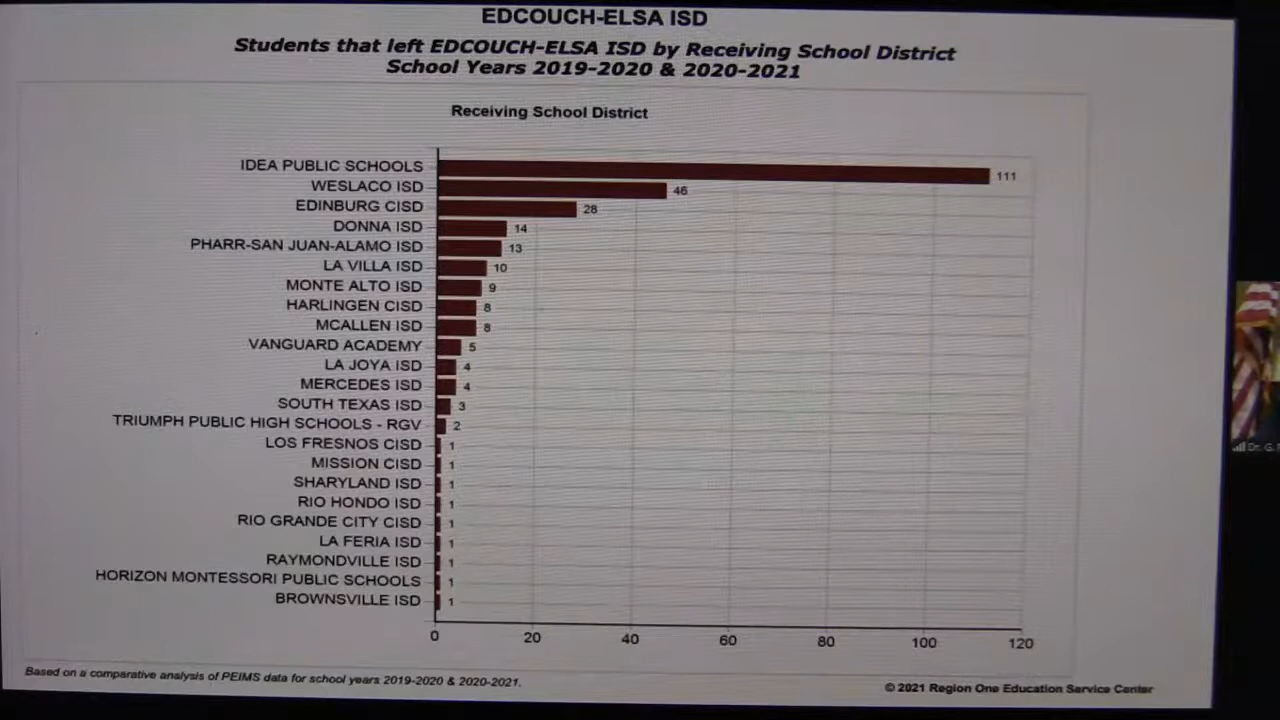 EDCOUCH-ELSA ISD
Students that left EDCOUCH-ELSA ISD by Receiving School District
School Years 2019-2020 & 2020-2021
Receiving School District
IDEA PUBLIC SCHOOLS 111
WESLACO ISD 46
EDINBURG CISD 28
DONNA ISD 14
PHARR-SAN JUAN-ALAMO ISD 13
LA VILLA ISD 10
MONTE ALTO ISD 9
HARLINGEN CISD 8
MCALLEN ISD 8
VANGUARD ACADEMY 5
LA JOYA ISD 4
MERCEDES ISD 4
SOUTH TEXAS ISD 3
TRIUMPH PUBLIC HIGH SCHOOLS - RGV 2
LOS FRESNOS CISD 1
MISSION CISD 1
SHARYLAND ISD 1
RIO HONDO ISD 1
RIO GRANDE CITY CISD 1
LA FERIA ISD 1
RAYMONDVILLE ISD 1
HORIZON MONTESSORI PUBLIC SCHOOLS 1
BROWNSVILLE ISD 1
0 20 40 60 80 100 120
Based on a comparative analysis of PEIMS data for school years 2019-2020 & 2020-2021.
© 2021 Region One Education Service Center
Dr. G.